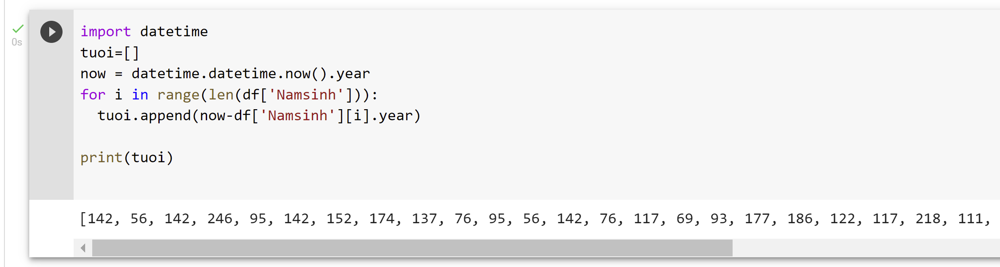 0s
import datetime
tuoi=[]
now = datetime.datetime.now().year
for i in range(len(df['Namsinh'])):
  tuoi.append(now-df['Namsinh'][i].year)
print(tuoi)
[142, 56, 142, 246, 95, 142, 152, 174, 137, 76, 95, 56, 142, 76, 117, 69, 93, 177, 186, 122, 117, 218, 111,